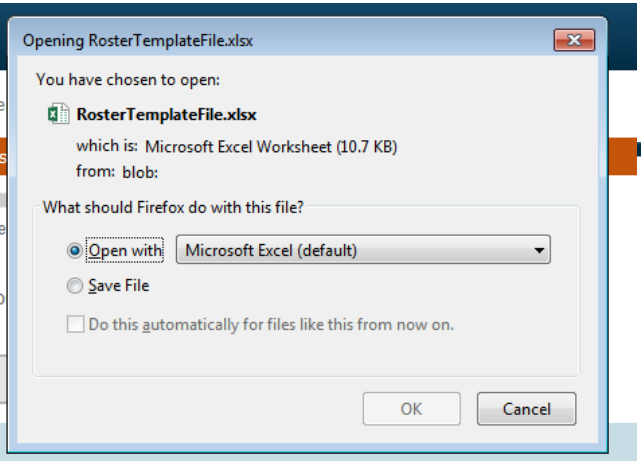 Opening RosterTemplateFile.xlsx
You have chosen to open:
RosterTemplateFile.xlsx
which is: Microsoft Excel Worksheet (10.7 KB)
from: blob:
What should Firefox do with this file?
Open with Microsoft Excel (default)
Save File
Do this automatically for files like this from now on.
OK Cancel